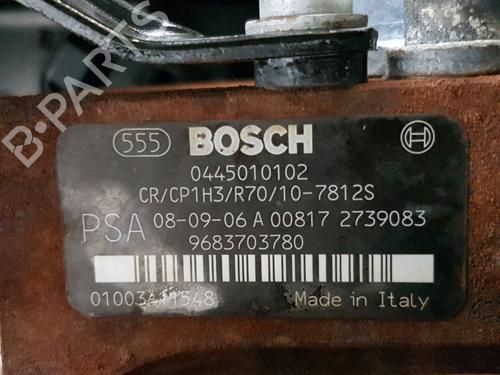 B-PARTS
555 BOSCH
0445010102
CR/CP1H3/R70/10-7812S
PSA 08-09-06 A 00817 2739083
9683703780
01003A11548 Made in Italy